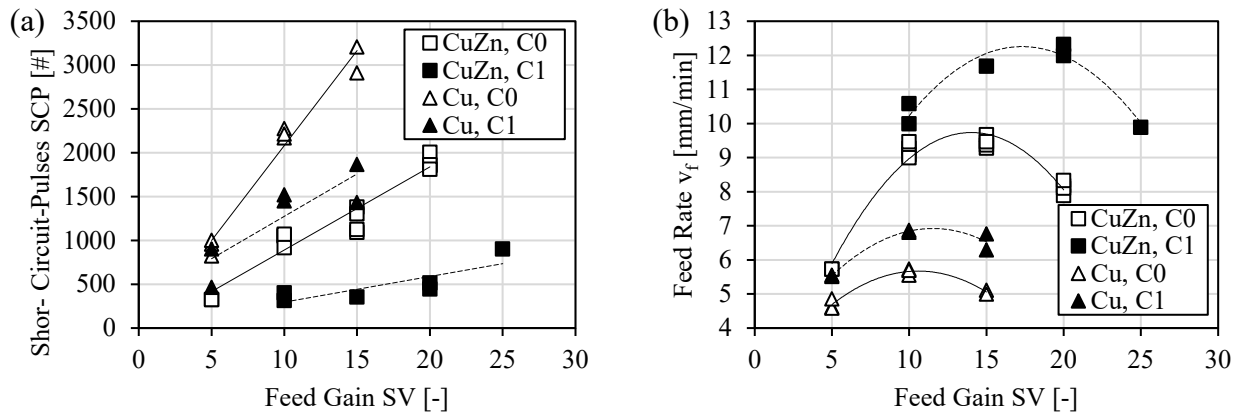 (a)
Shor- Circuit-Pulses SCP [#]
3500
3000
2500
2000
1500
1000
500
0
CuZn, C0
CuZn, C1
Cu, C0
Cu, C1
0 5 10 15 20 25 30
Feed Gain SV [-]
(b)
Feed Rate vf [mm/min]
13
12
11
10
9
8
7
6
5
4
CuZn, C0
CuZn, C1
Cu, C0
Cu, C1
0 5 10 15 20 25 30
Feed Gain SV [-]